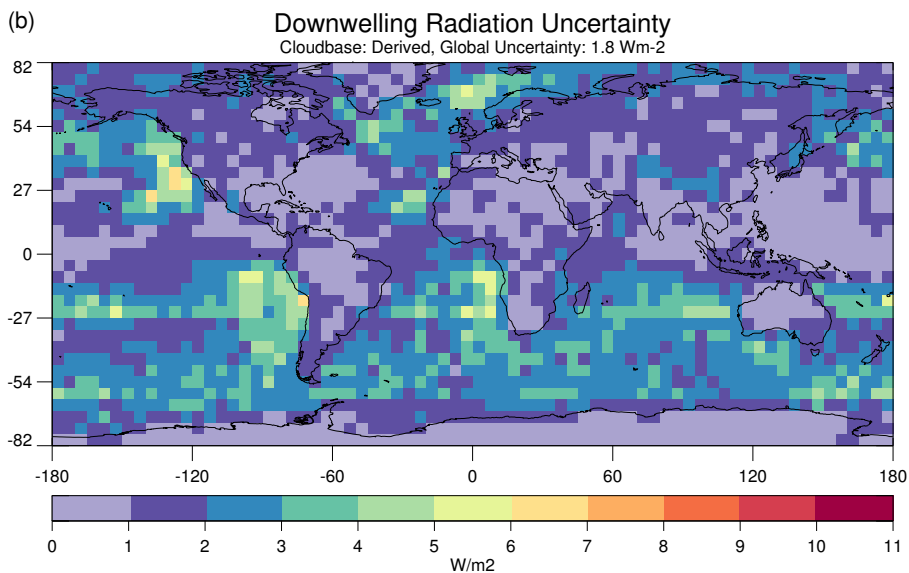 (b)
Downwelling Radiation Uncertainty
Cloudbase: Derived, Global Uncertainty: 1.8 Wm-2
82
54
27
0
-27
-54
-82
-180 -120 -60 0 60 120 180
0 1 2 3 4 5 6 7 8 9 10 11
W/m2